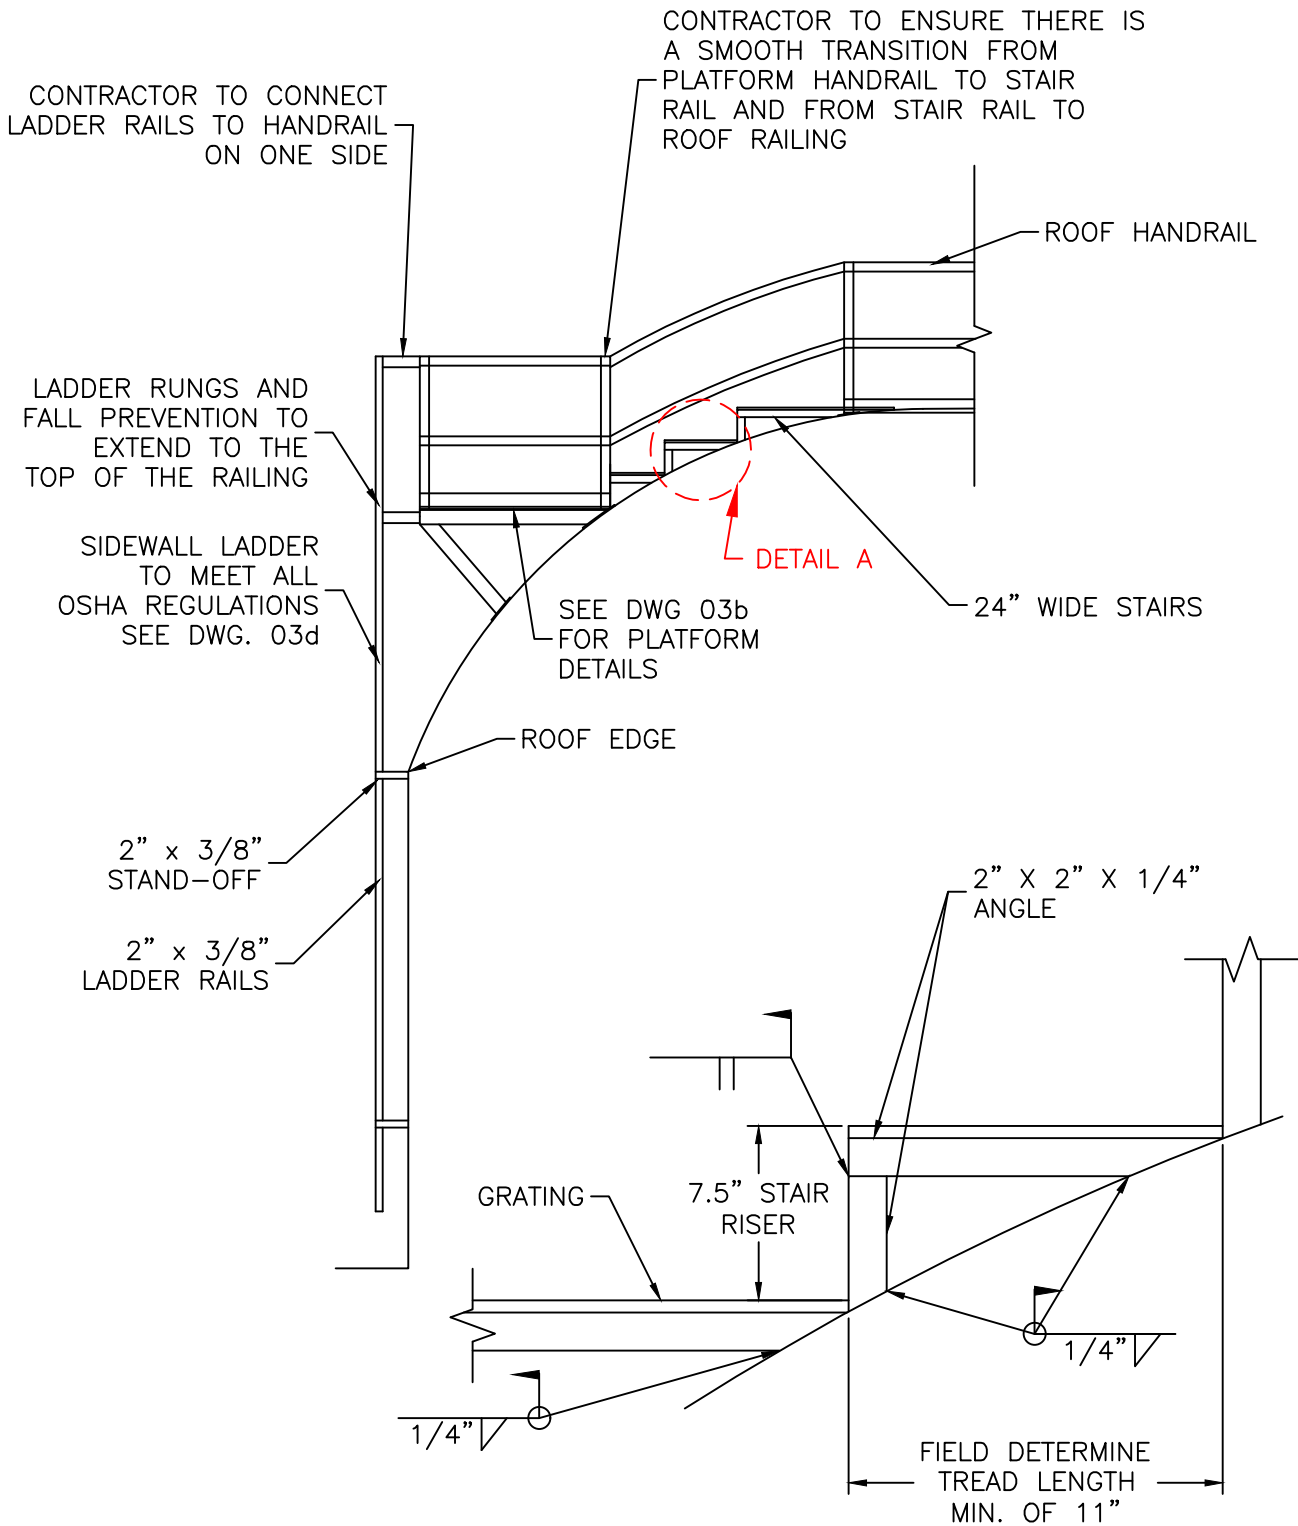 CONTRACTOR TO ENSURE THERE IS
A SMOOTH TRANSITION FROM
PLATFORM HANDRAIL TO STAIR
RAIL AND FROM STAIR RAIL TO
ROOF RAILING
CONTRACTOR TO CONNECT
LADDER RAILS TO HANDRAIL
ON ONE SIDE
ROOF HANDRAIL
LADDER RUNGS AND
FALL PREVENTION TO
EXTEND TO THE
TOP OF THE RAILING
SIDEWALL LADDER
TO MEET ALL
OSHA REGULATIONS
SEE DWG. 03d
DETAIL A
SEE DWG 03b
FOR PLATFORM
DETAILS
24" WIDE STAIRS
ROOF EDGE
2" x 3/8"
STAND-OFF
2" x 3/8"
LADDER RAILS
2" X 2" X 1/4"
ANGLE
GRATING
7.5" STAIR
RISER
1/4"
1/4"
FIELD DETERMINE
TREAD LENGTH
MIN. OF 11"